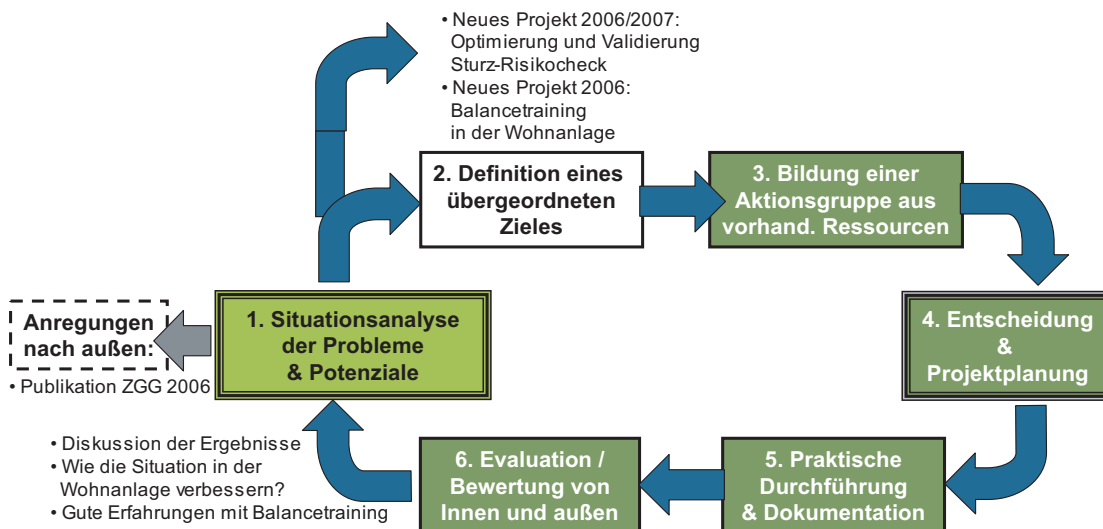 • Neues Projekt 2006/2007:
Optimierung und Validierung
Sturz-Risikocheck
• Neues Projekt 2006:
Balancetraining
in der Wohnanlage
2. Definition eines
übergeordneten
Zieles
3. Bildung einer
Aktionsgruppe aus
vorhand. Ressourcen
Anregungen
nach außen:
• Publikation ZGG 2006
1. Situationsanalyse
der Probleme
& Potenziale
4. Entscheidung
&
Projektplanung
• Diskussion der Ergebnisse
• Wie die Situation in der
Wohnanlage verbessern?
• Gute Erfahrungen mit Balancetraining
6. Evaluation /
Bewertung von
Innen und außen
5. Praktische
Durchführung
& Dokumentation